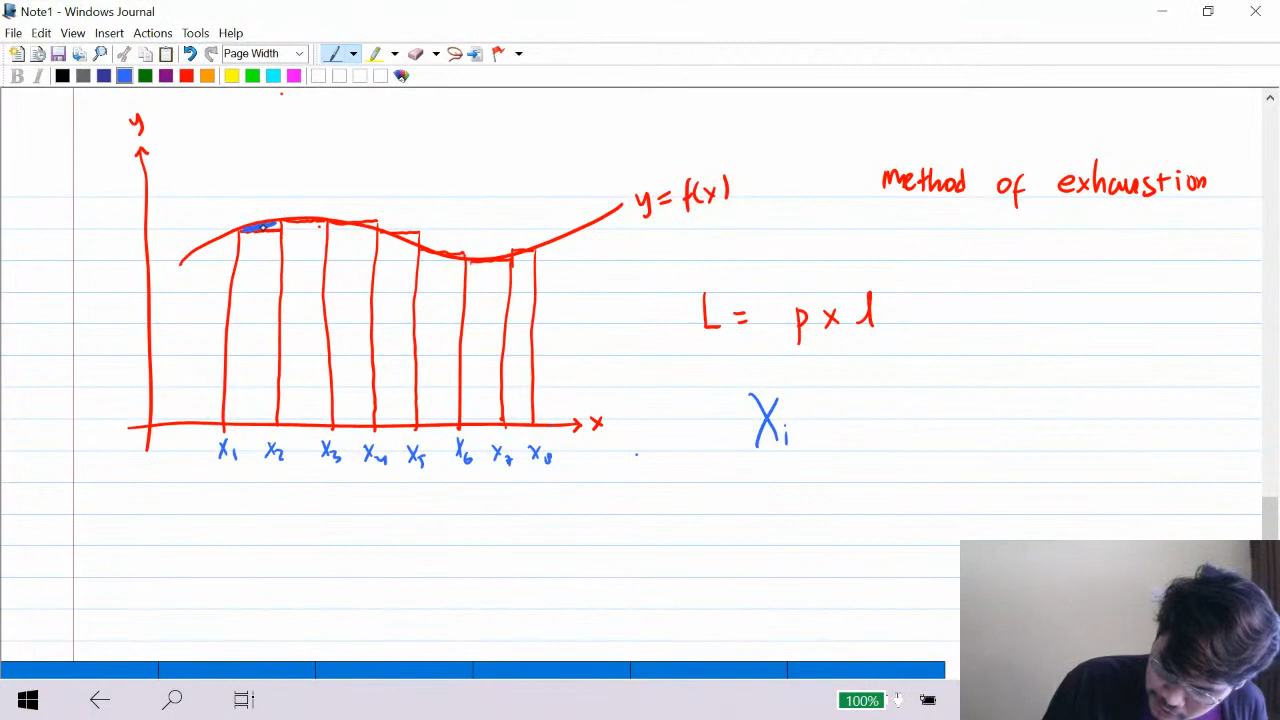 Note1 - Windows Journal
File Edit View Insert Actions Tools Help
Page Width
B I
y
method of exhaustion
y = f(x)
L = p x l
x
Xi
x1 x2 x3 x4 x5 x6 x7 x8
100%